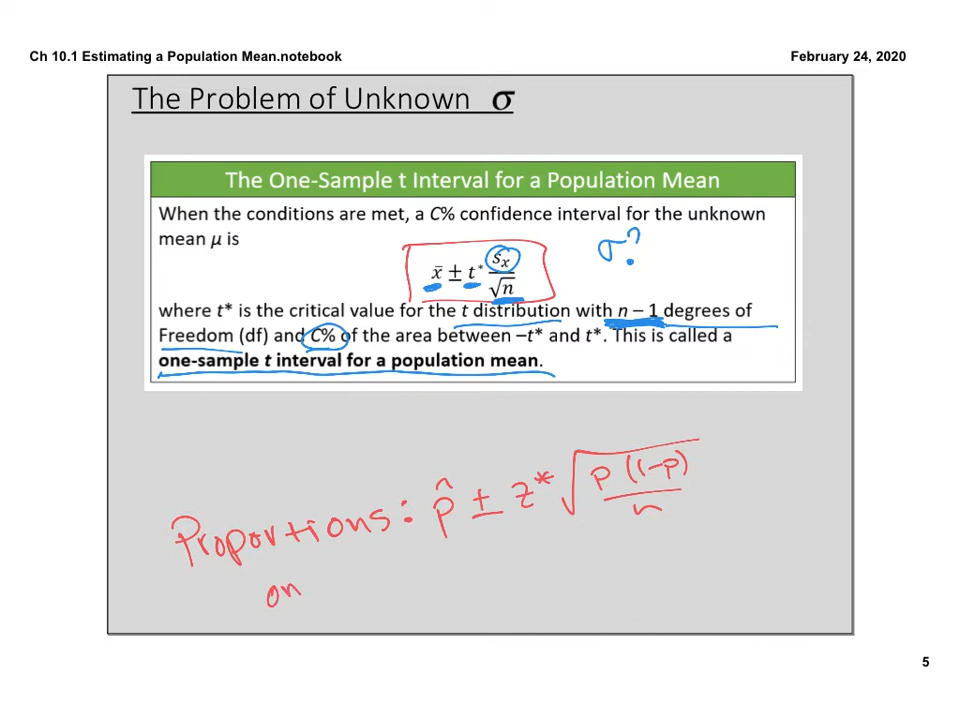 Ch 10.1 Estimating a Population Mean.notebook
February 24, 2020
The Problem of Unknown σ
The One-Sample t Interval for a Population Mean
When the conditions are met, a C% confidence interval for the unknown
mean μ is
σ?
x̄ ± t* sₓ/√n
where t* is the critical value for the t distribution with n – 1 degrees of
Freedom (df) and C% of the area between –t* and t*. This is called a
one-sample t interval for a population mean.
Proportions: p̂ ± z* √(p(1-p)/n)
on
5